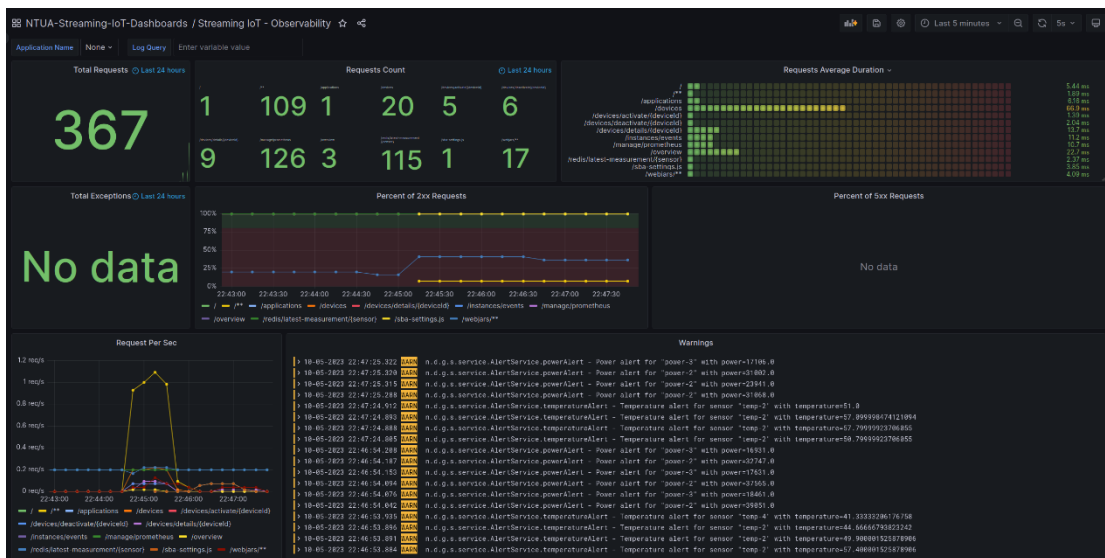 NTUA-Streaming-IoT-Dashboards / Streaming IoT - Observability
Last 5 minutes
5s
Application Name None Log Query Enter variable value
Total Requests Last 24 hours
367
Requests Count Last 24 hours
1 109 1 20 5 6
9 126 3 115 1 17
Requests Average Duration
/ 5.44 ms
/** 1.89 ms
/applications 8.18 ms
/devices 66.9 ms
/devices/activate/{deviceId} 1.39 ms
/devices/deactivate/{deviceId} 2.04 ms
/devices/details/{deviceId} 13.7 ms
/instances/events 11.2 ms
/manage/prometheus 10.7 ms
/overview 22.7 ms
/redis/latest-measurement/{sensor} 2.37 ms
/sba-settings.js 3.85 ms
/webjars/** 4.09 ms
Total Exceptions Last 24 hours
No data
Percent of 2xx Requests
100%
75%
50%
25%
0%
22:43:00 22:43:30 22:44:00 22:44:30 22:45:00 22:45:30 22:46:00 22:46:30 22:47:00 22:47:30
/ /** /applications /devices /devices/details/{deviceId} /instances/events /manage/prometheus
/overview /redis/latest-measurement/{sensor} /sba-settings.js /webjars/**
Percent of 5xx Requests
No data
Request Per Sec
1.2 req/s
1 req/s
0.8 req/s
0.6 req/s
0.4 req/s
0.2 req/s
0 req/s
22:43:00 22:44:00 22:45:00 22:46:00 22:47:00
/ /** /applications /devices /devices/activate/{deviceId}
/devices/deactivate/{deviceId} /devices/details/{deviceId}
/instances/events /manage/prometheus /overview
/redis/latest-measurement/{sensor} /sba-settings.js /webjars/**
Warnings
> 10-05-2023 22:47:25.322 WARN n.d.g.s.service.AlertService.powerAlert - Power alert for "power-3" with power=17106.0
> 10-05-2023 22:47:25.320 WARN n.d.g.s.service.AlertService.powerAlert - Power alert for "power-2" with power=31002.0
> 10-05-2023 22:47:25.315 WARN n.d.g.s.service.AlertService.powerAlert - Power alert for "power-2" with power=23941.0
> 10-05-2023 22:47:25.288 WARN n.d.g.s.service.AlertService.powerAlert - Power alert for "power-2" with power=31068.0
> 10-05-2023 22:47:24.912 WARN n.d.g.s.service.AlertService.temperatureAlert - Temperature alert for sensor "temp-2" with temperature=51.0
> 10-05-2023 22:47:24.893 WARN n.d.g.s.service.AlertService.temperatureAlert - Temperature alert for sensor "temp-2" with temperature=57.099998474121094
> 10-05-2023 22:47:24.888 WARN n.d.g.s.service.AlertService.temperatureAlert - Temperature alert for sensor "temp-2" with temperature=57.79999923706055
> 10-05-2023 22:47:24.805 WARN n.d.g.s.service.AlertService.temperatureAlert - Temperature alert for sensor "temp-2" with temperature=50.79999923706055
> 10-05-2023 22:46:54.208 WARN n.d.g.s.service.AlertService.powerAlert - Power alert for "power-3" with power=16931.0
> 10-05-2023 22:46:54.187 WARN n.d.g.s.service.AlertService.powerAlert - Power alert for "power-2" with power=32747.0
> 10-05-2023 22:46:54.153 WARN n.d.g.s.service.AlertService.powerAlert - Power alert for "power-3" with power=17631.0
> 10-05-2023 22:46:54.094 WARN n.d.g.s.service.AlertService.powerAlert - Power alert for "power-2" with power=37565.0
> 10-05-2023 22:46:54.076 WARN n.d.g.s.service.AlertService.powerAlert - Power alert for "power-3" with power=18461.0
> 10-05-2023 22:46:54.042 WARN n.d.g.s.service.AlertService.powerAlert - Power alert for "power-2" with power=39851.0
> 10-05-2023 22:46:53.935 WARN n.d.g.s.service.AlertService.temperatureAlert - Temperature alert for sensor "temp-4" with temperature=41.33333206176758
> 10-05-2023 22:46:53.896 WARN n.d.g.s.service.AlertService.temperatureAlert - Temperature alert for sensor "temp-2" with temperature=44.66666793823242
> 10-05-2023 22:46:53.891 WARN n.d.g.s.service.AlertService.temperatureAlert - Temperature alert for sensor "temp-2" with temperature=49.900001525878906
> 10-05-2023 22:46:53.884 WARN n.d.g.s.service.AlertService.temperatureAlert - Temperature alert for sensor "temp-2" with temperature=57.400001525878906